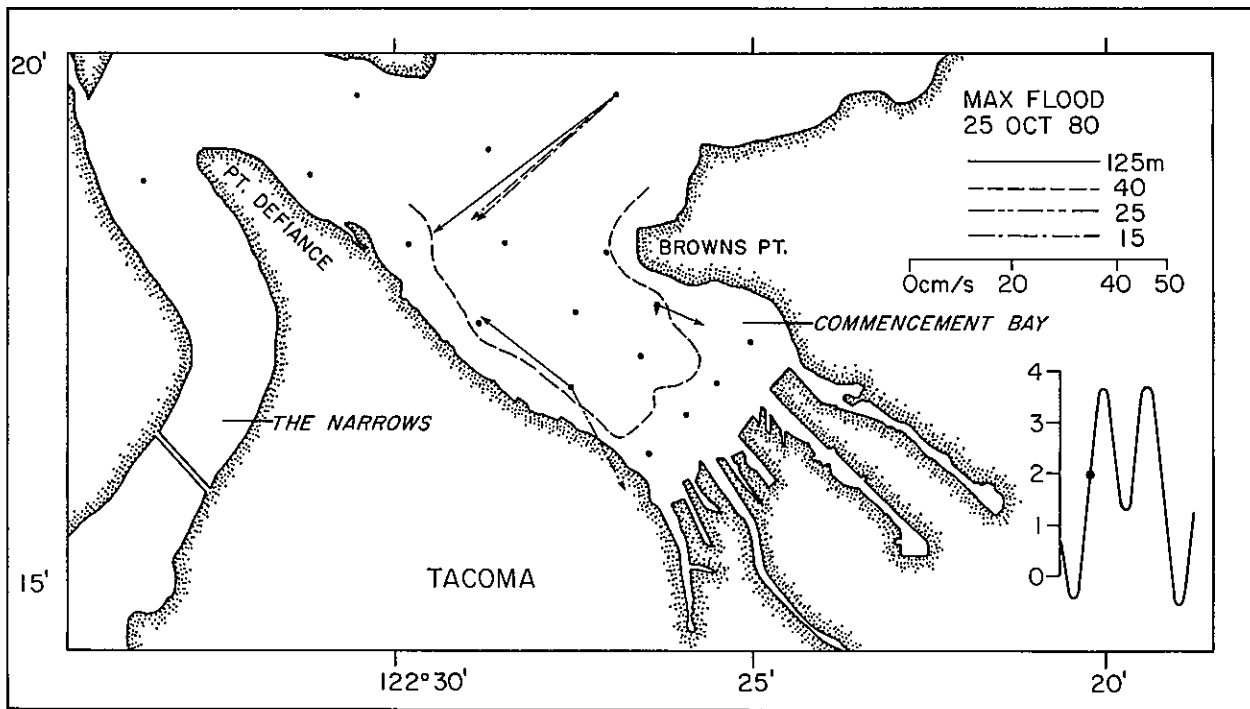 20'
MAX FLOOD
25 OCT 80
125m
40
25
15
0cm/s 20 40 50
PT. DEFIANCE
BROWNS PT.
COMMENCEMENT BAY
THE NARROWS
4
3
2
1
0
15'
TACOMA
122°30' 25' 20'